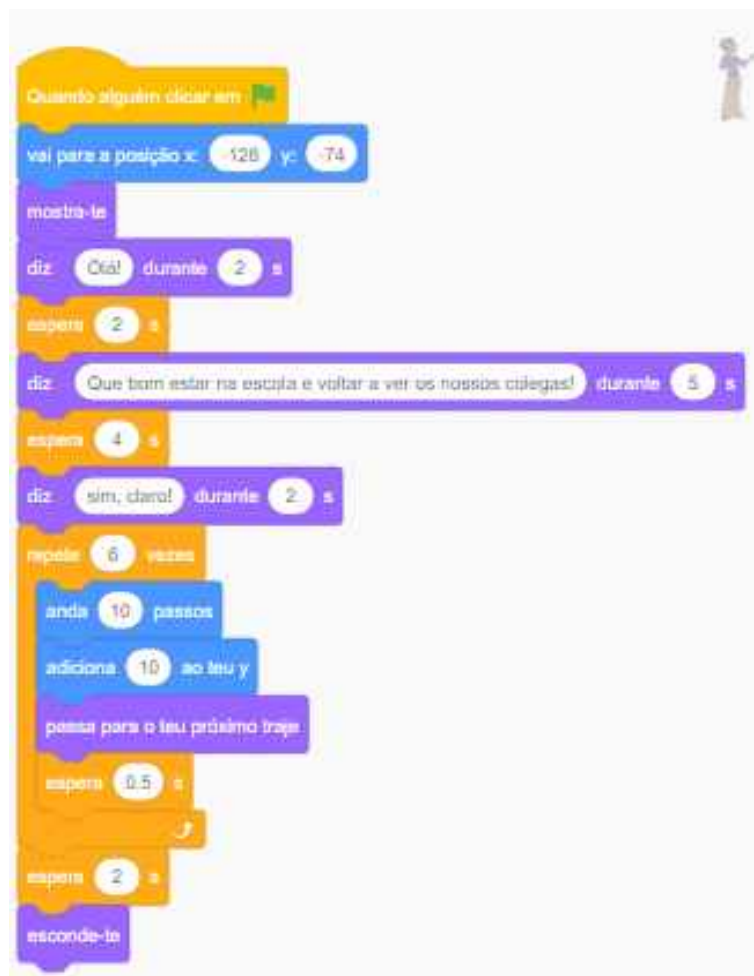 Quando alguém clicar em
vai para a posição x: -126 y: -74
mostra-te
diz Olá! durante 2 s
espera 2 s
diz Que bom estar na escola e voltar a ver os nossos colegas! durante 5 s
espera 4 s
diz sim, claro! durante 2 s
repete 6 vezes
anda 10 passos
adiciona 10 ao teu y
passa para o teu próximo traje
espera 0.5 s
espera 2 s
esconde-te